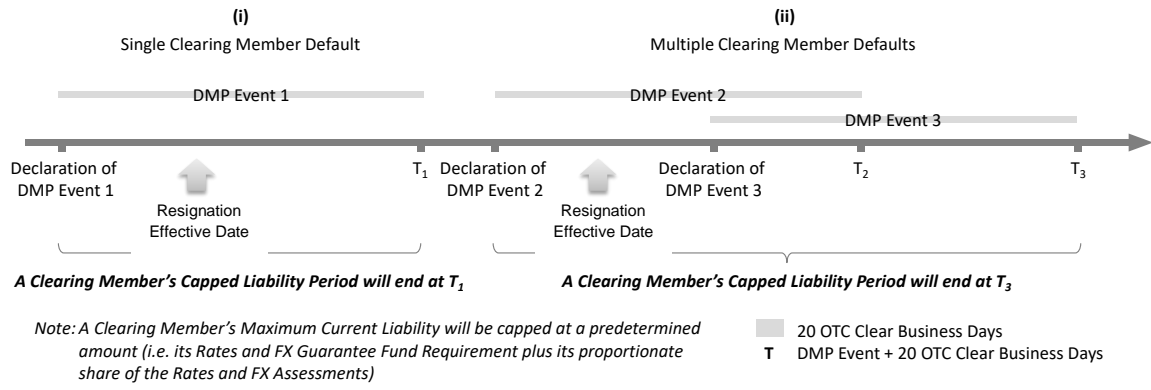 (i)
Single Clearing Member Default
(ii)
Multiple Clearing Member Defaults
DMP Event 1
DMP Event 2
DMP Event 3
Declaration of
DMP Event 1
T1
Declaration of
DMP Event 2
Declaration of
DMP Event 3
T2
T3
Resignation
Effective Date
Resignation
Effective Date
A Clearing Member's Capped Liability Period will end at T1
A Clearing Member's Capped Liability Period will end at T3
Note: A Clearing Member's Maximum Current Liability will be capped at a predetermined
amount (i.e. its Rates and FX Guarantee Fund Requirement plus its proportionate
share of the Rates and FX Assessments)
20 OTC Clear Business Days
T DMP Event + 20 OTC Clear Business Days